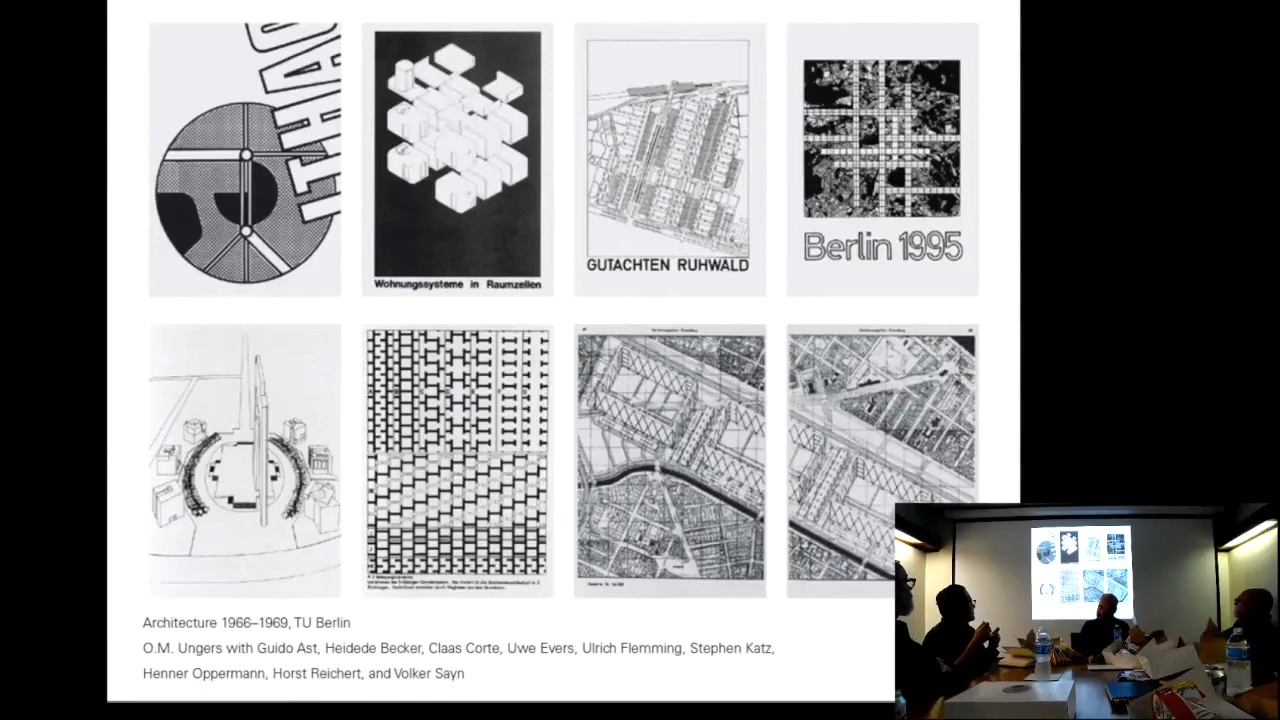 ITHAC
Wohnungssysteme in Raumzellen
GUTACHTEN RUHWALD
Berlin 1995
Architecture 1966–1969, TU Berlin
O.M. Ungers with Guido Ast, Heidede Becker, Claas Corte, Uwe Evers, Ulrich Flemming, Stephen Katz,
Henner Oppermann, Horst Reichert, and Volker Sayn